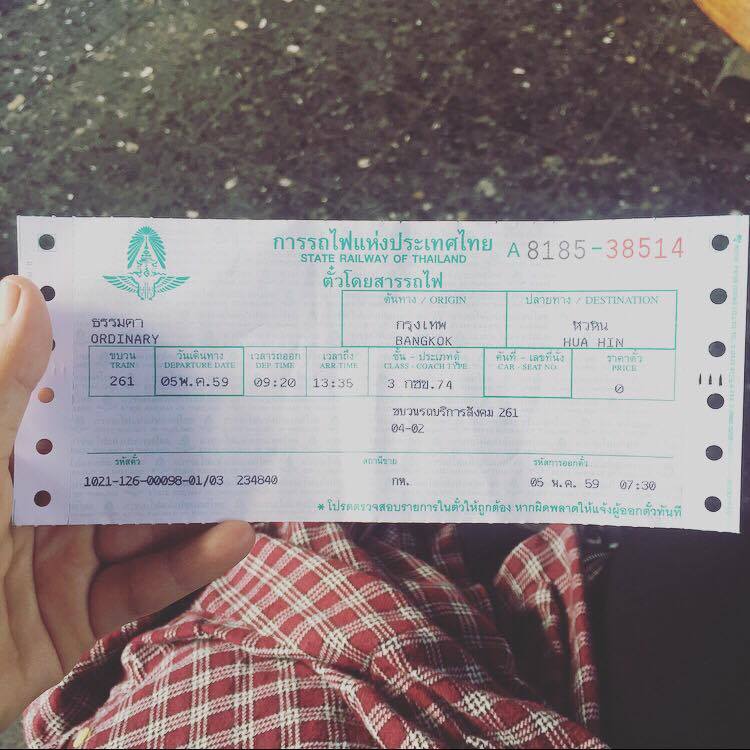 การรถไฟแห่งประเทศไทย A 8185-38514
STATE RAILWAY OF THAILAND
ตั๋วโดยสารรถไฟ
ต้นทาง / ORIGIN ปลายทาง / DESTINATION
ธรรมดา กรุงเทพ หัวหิน
ORDINARY BANGKOK HUA HIN
ขบวน วันเดินทาง เวลารถออก เวลาถึง ชั้น - ประเภทตู้ คันที่ - เลขที่นั่ง ราคาตั๋ว
TRAIN DEPARTURE DATE DEP TIME ARR TIME CLASS - COACH TYPE CAR - SEAT NO. PRICE
261 05พ.ค.59 09:20 13:35 3 กซข.74 0
ขบวนรถบริการสังคม 261
04-02
รหัสตั๋ว สถานีขาย รหัสการออกตั๋ว
1021-126-00098-01/03 234840 กท. 05 พ.ค. 59 07:30
* โปรดตรวจสอบรายการในตั๋วให้ถูกต้อง หากผิดพลาดให้แจ้งผู้ออกตั๋วทันที